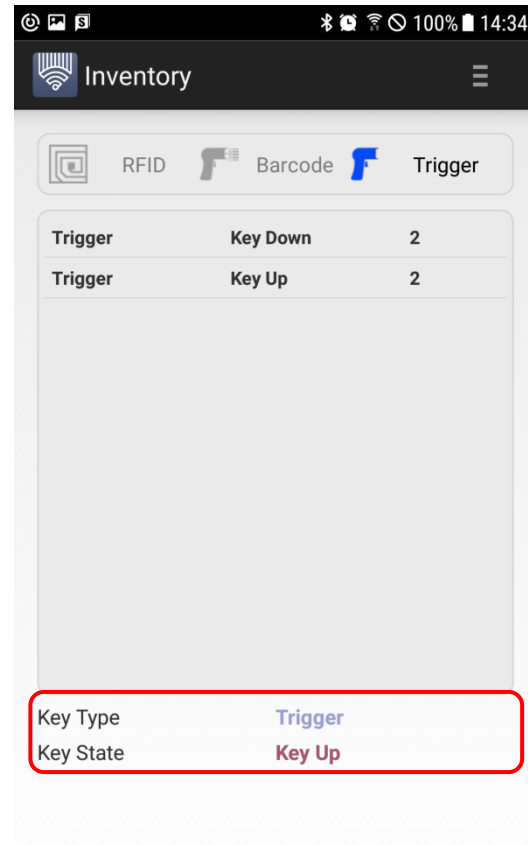 100% 14:34
Inventory
RFID Barcode Trigger
Trigger Key Down 2
Trigger Key Up 2
Key Type Trigger
Key State Key Up